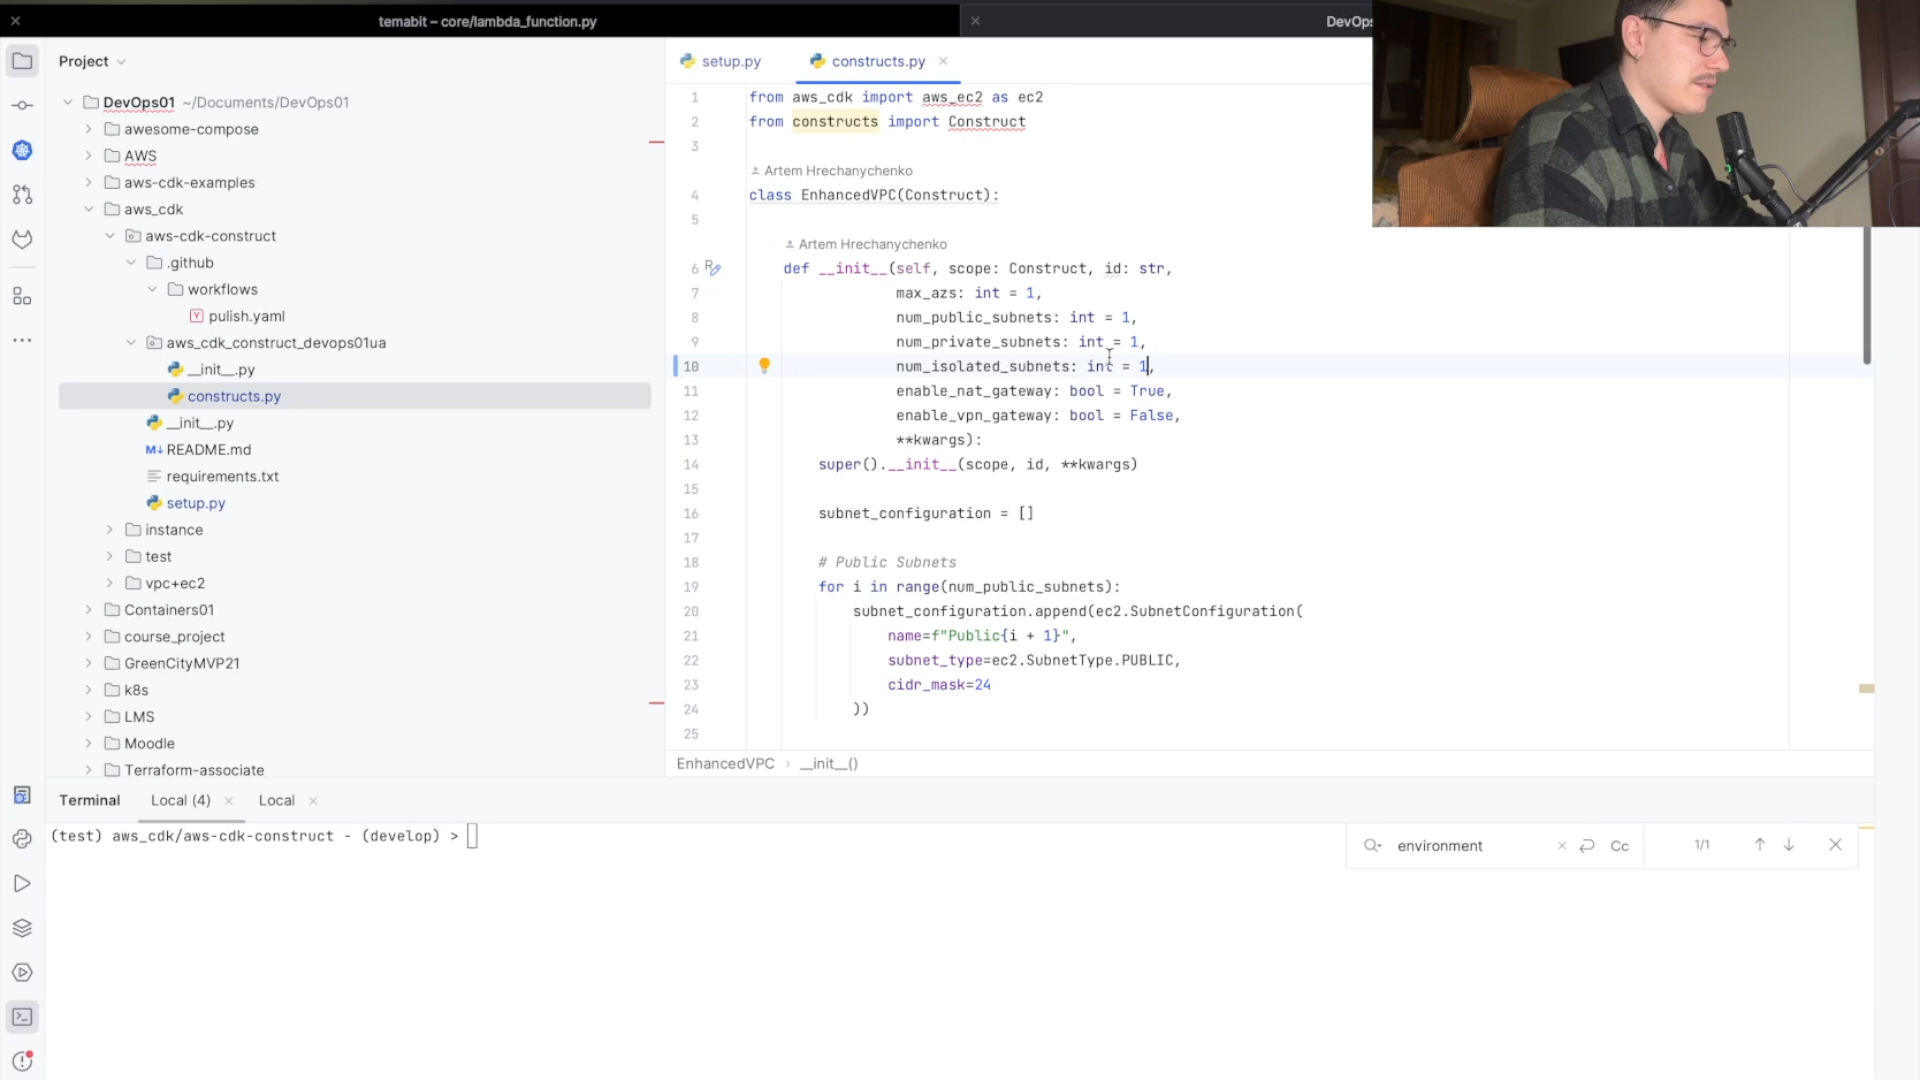 temabit – core/lambda_function.py
DevOps
Project
DevOps01 ~/Documents/DevOps01
awesome-compose
AWS
aws-cdk-examples
aws_cdk
aws-cdk-construct
.github
workflows
pulish.yaml
aws_cdk_construct_devops01ua
__init__.py
constructs.py
__init__.py
M↓ README.md
requirements.txt
setup.py
instance
test
vpc+ec2
Containers01
course_project
GreenCityMVP21
k8s
LMS
Moodle
Terraform-associate
setup.py
constructs.py
1 from aws_cdk import aws_ec2 as ec2
2 from constructs import Construct
3
Artem Hrechanychenko
4 class EnhancedVPC(Construct):
5
Artem Hrechanychenko
6 def __init__(self, scope: Construct, id: str,
7 max_azs: int = 1,
8 num_public_subnets: int = 1,
9 num_private_subnets: int = 1,
10 num_isolated_subnets: int = 1,
11 enable_nat_gateway: bool = True,
12 enable_vpn_gateway: bool = False,
13 **kwargs):
14 super().__init__(scope, id, **kwargs)
15
16 subnet_configuration = []
17
18 # Public Subnets
19 for i in range(num_public_subnets):
20 subnet_configuration.append(ec2.SubnetConfiguration(
21 name=f"Public{i + 1}",
22 subnet_type=ec2.SubnetType.PUBLIC,
23 cidr_mask=24
24 ))
25
EnhancedVPC › __init__()
Terminal Local (4) Local
(test) aws_cdk/aws-cdk-construct - (develop) >
environment Cc 1/1